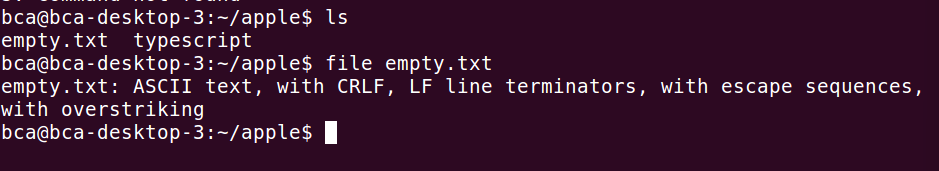 bca@bca-desktop-3:~/apple$ ls
empty.txt  typescript
bca@bca-desktop-3:~/apple$ file empty.txt
empty.txt: ASCII text, with CRLF, LF line terminators, with escape sequences,
with overstriking
bca@bca-desktop-3:~/apple$